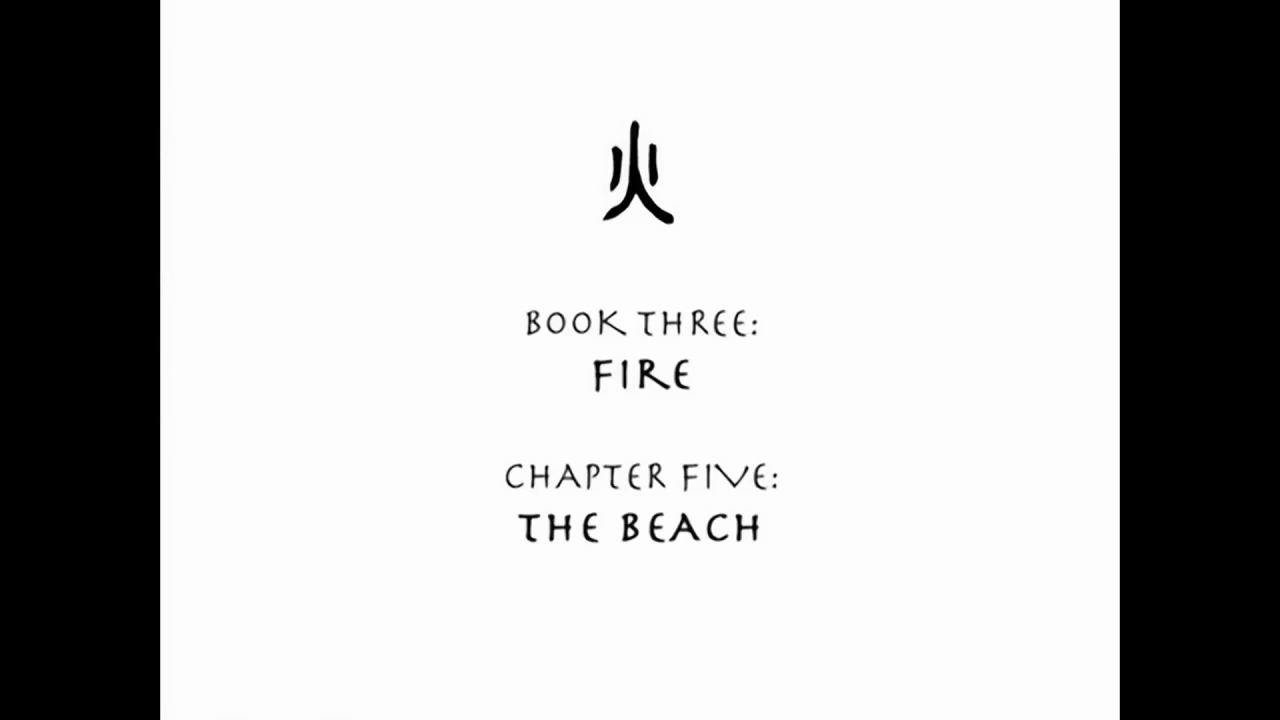 火
BOOK THREE:
FIRE
CHAPTER FIVE:
THE BEACH